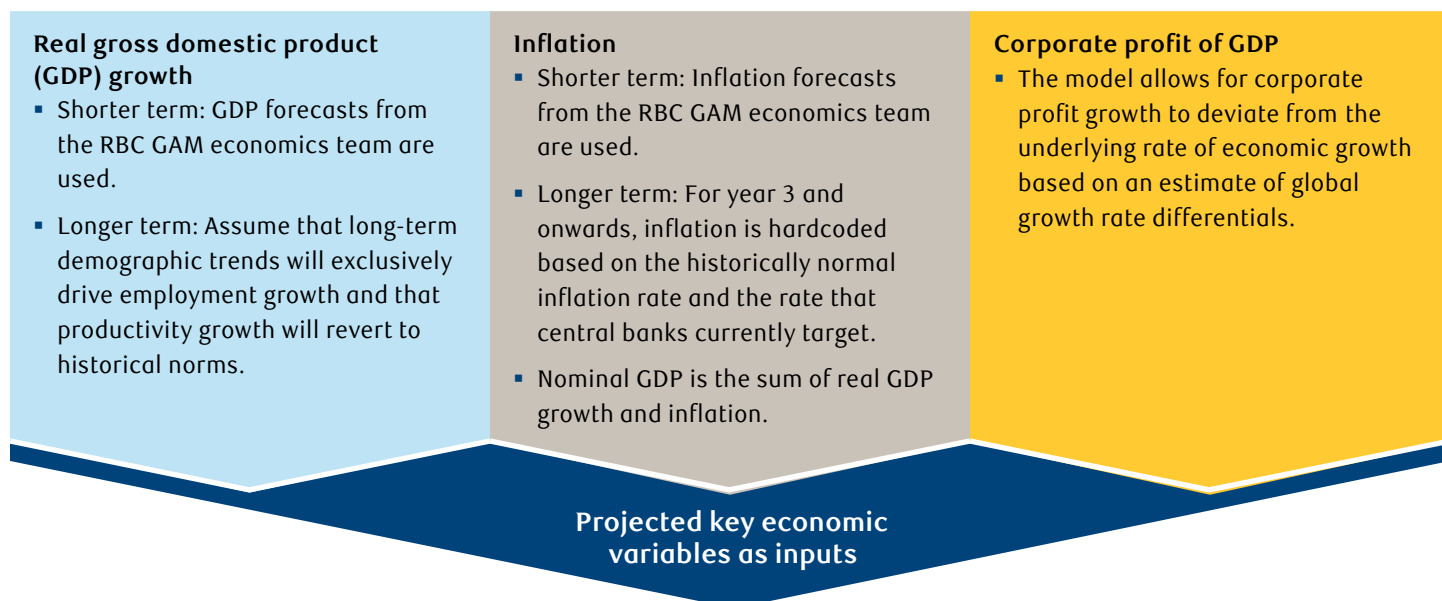 Real gross domestic product
(GDP) growth
▪ Shorter term: GDP forecasts from
the RBC GAM economics team are
used.
▪ Longer term: Assume that long-term
demographic trends will exclusively
drive employment growth and that
productivity growth will revert to
historical norms.
Inflation
▪ Shorter term: Inflation forecasts
from the RBC GAM economics team
are used.
▪ Longer term: For year 3 and
onwards, inflation is hardcoded
based on the historically normal
inflation rate and the rate that
central banks currently target.
▪ Nominal GDP is the sum of real GDP
growth and inflation.
Corporate profit of GDP
▪ The model allows for corporate
profit growth to deviate from the
underlying rate of economic growth
based on an estimate of global
growth rate differentials.
Projected key economic
variables as inputs